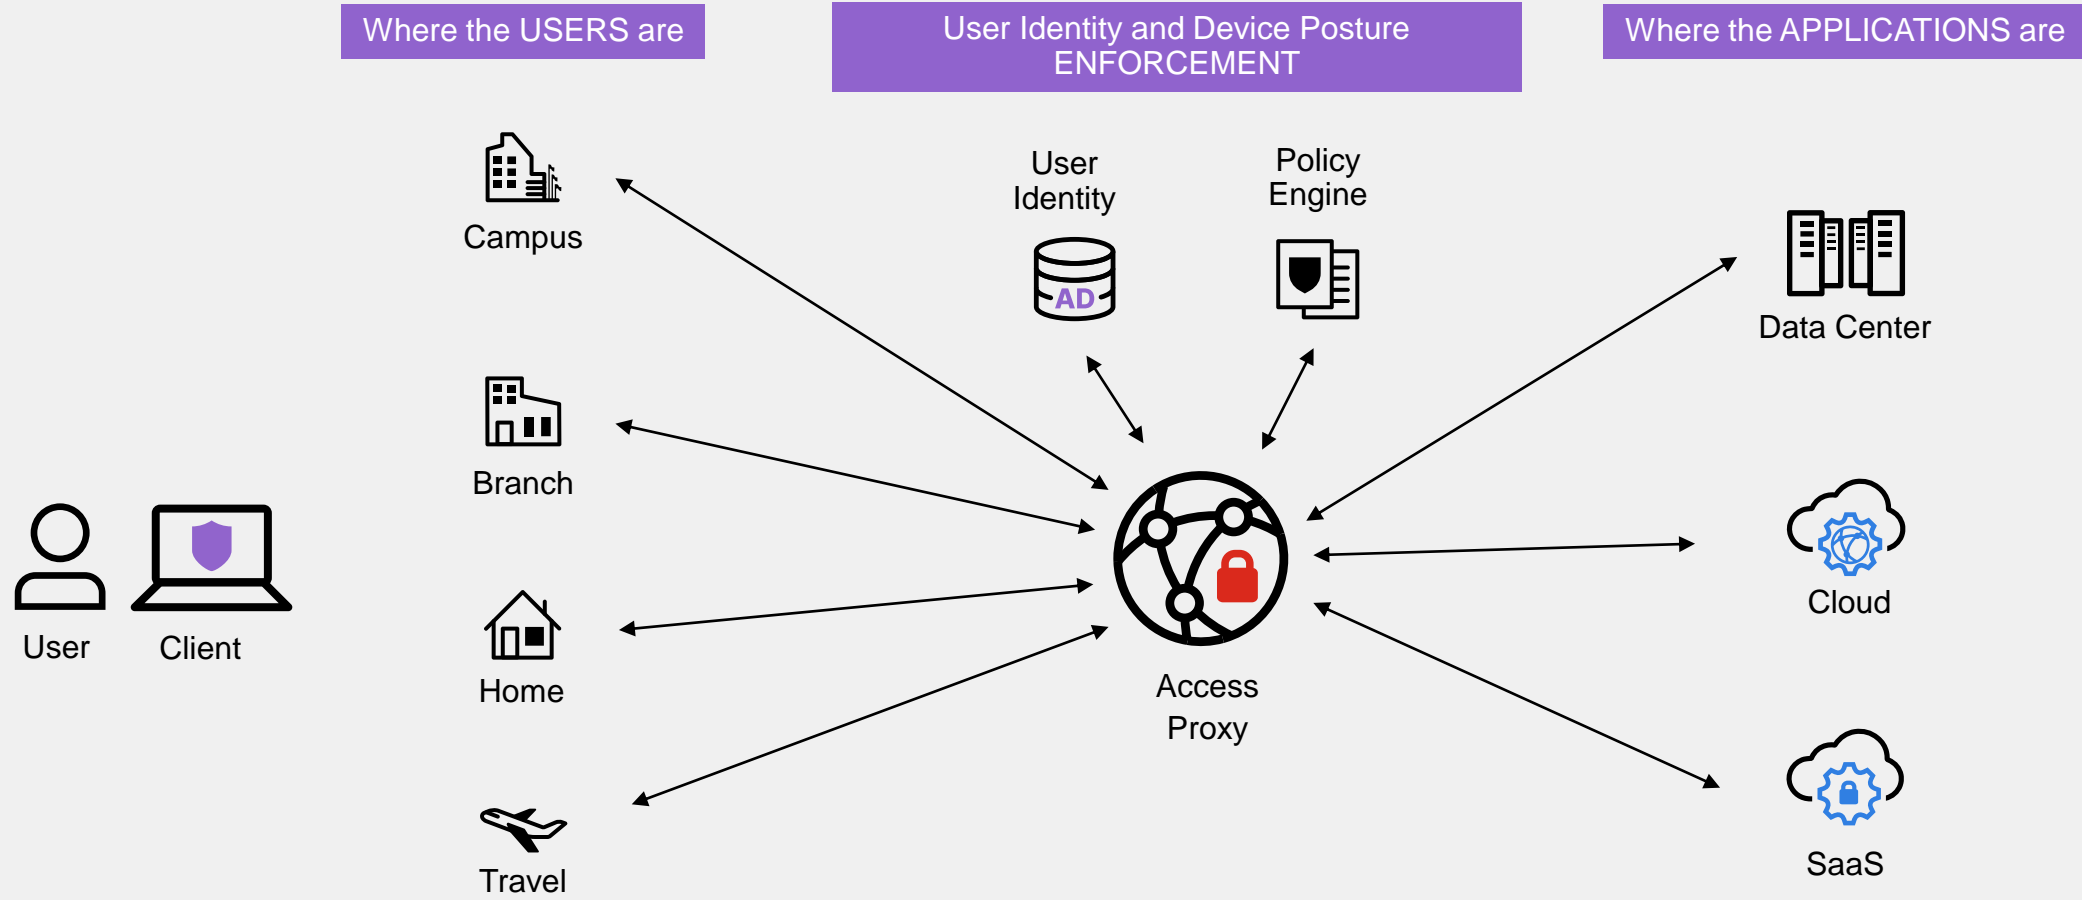 Where the USERS are
User Identity and Device Posture
ENFORCEMENT
Where the APPLICATIONS are
User
Client
Campus
Branch
Home
Travel
User
Identity
AD
Policy
Engine
Access
Proxy
Data Center
Cloud
SaaS